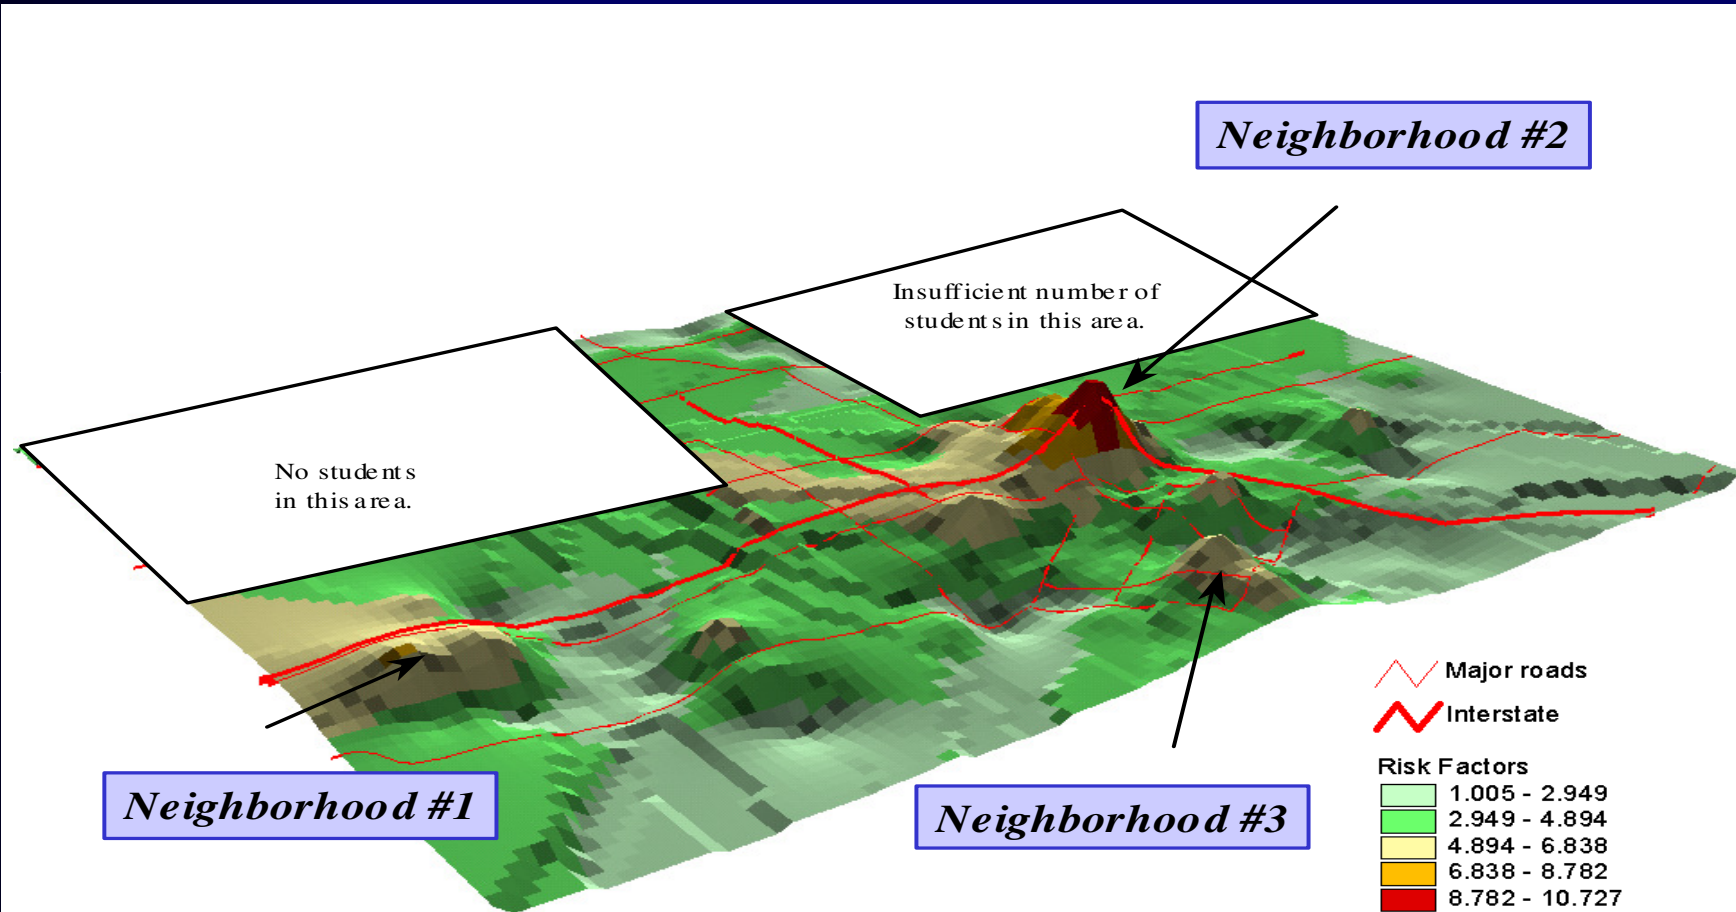 Neighborhood #2
Insufficient number of
students in this area.
No students
in this area.
Major roads
Interstate
Neighborhood #1
Neighborhood #3
Risk Factors
1.005 - 2.949
2.949 - 4.894
4.894 - 6.838
6.838 - 8.782
8.782 - 10.727